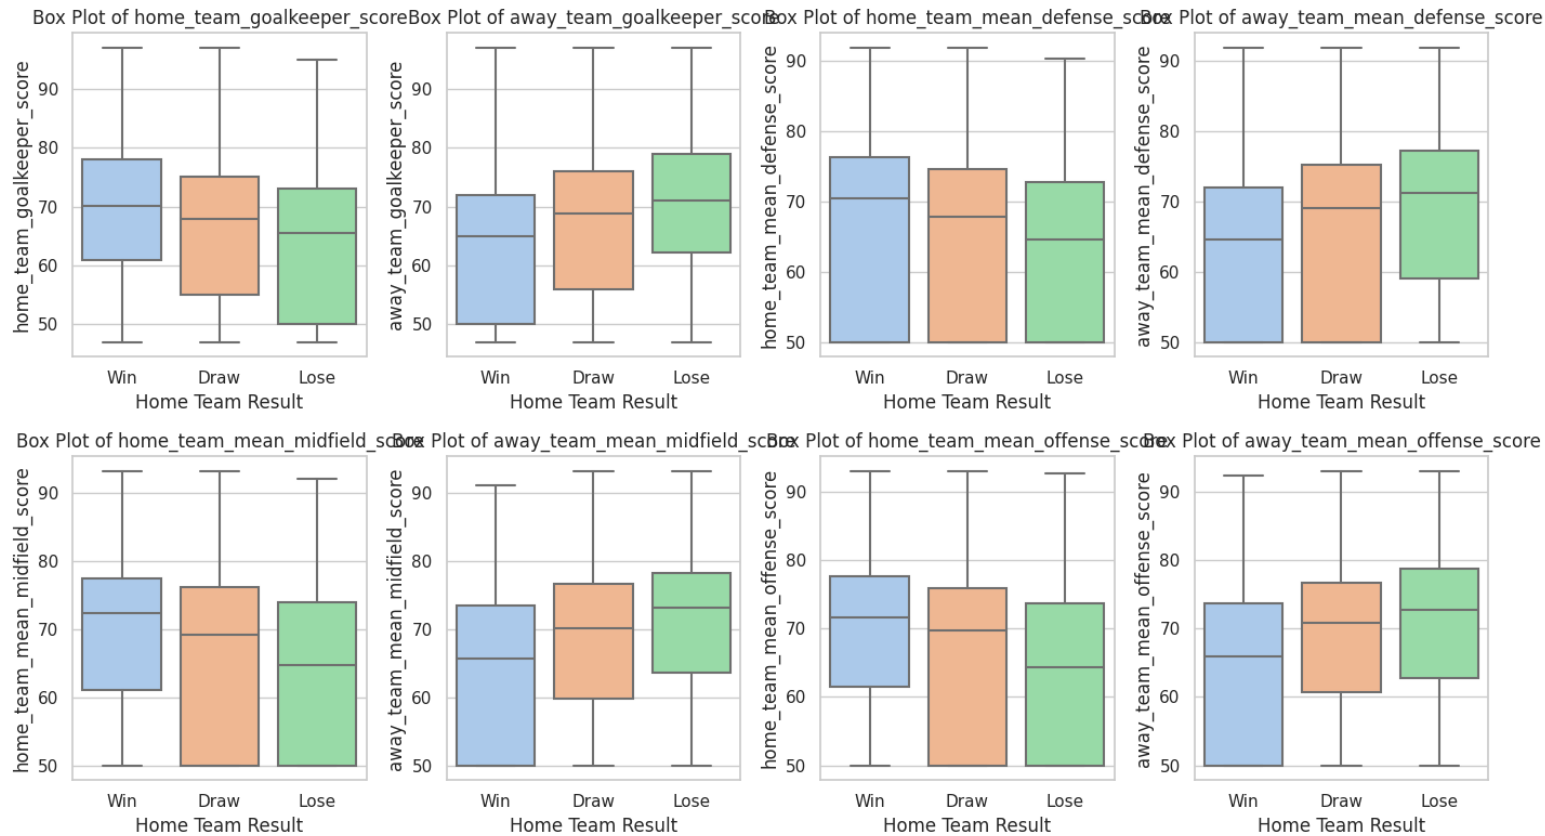 Box Plot of home_team_goalkeeper_score
Box Plot of away_team_goalkeeper_score
Box Plot of home_team_mean_defense_score
Box Plot of away_team_mean_defense_score
home_team_goalkeeper_score
90
80
70
60
50
Win Draw Lose
Home Team Result
away_team_goalkeeper_score
90
80
70
60
50
Win Draw Lose
Home Team Result
home_team_mean_defense_score
90
80
70
60
50
Win Draw Lose
Home Team Result
away_team_mean_defense_score
90
80
70
60
50
Win Draw Lose
Home Team Result
Box Plot of home_team_mean_midfield_score
Box Plot of away_team_mean_midfield_score
Box Plot of home_team_mean_offense_score
Box Plot of away_team_mean_offense_score
home_team_mean_midfield_score
90
80
70
60
50
Win Draw Lose
Home Team Result
away_team_mean_midfield_score
90
80
70
60
50
Win Draw Lose
Home Team Result
home_team_mean_offense_score
90
80
70
60
50
Win Draw Lose
Home Team Result
away_team_mean_offense_score
90
80
70
60
50
Win Draw Lose
Home Team Result